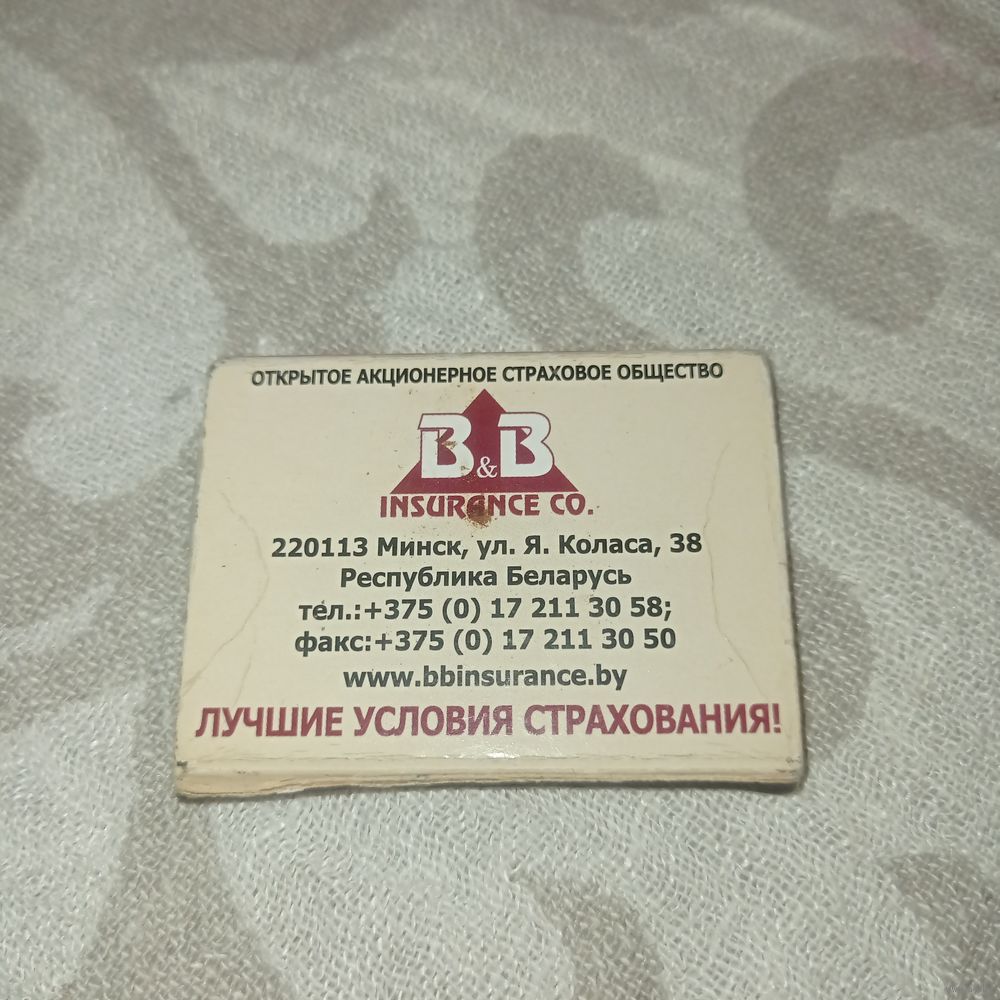 ОТКРЫТОЕ АКЦИОНЕРНОЕ СТРАХОВОЕ ОБЩЕСТВО
B&B
INSURANCE CO.
220113 Минск, ул. Я. Коласа, 38
Республика Беларусь
тел.:+375 (0) 17 211 30 58;
факс:+375 (0) 17 211 30 50
www.bbinsurance.by
ЛУЧШИЕ УСЛОВИЯ СТРАХОВАНИЯ!